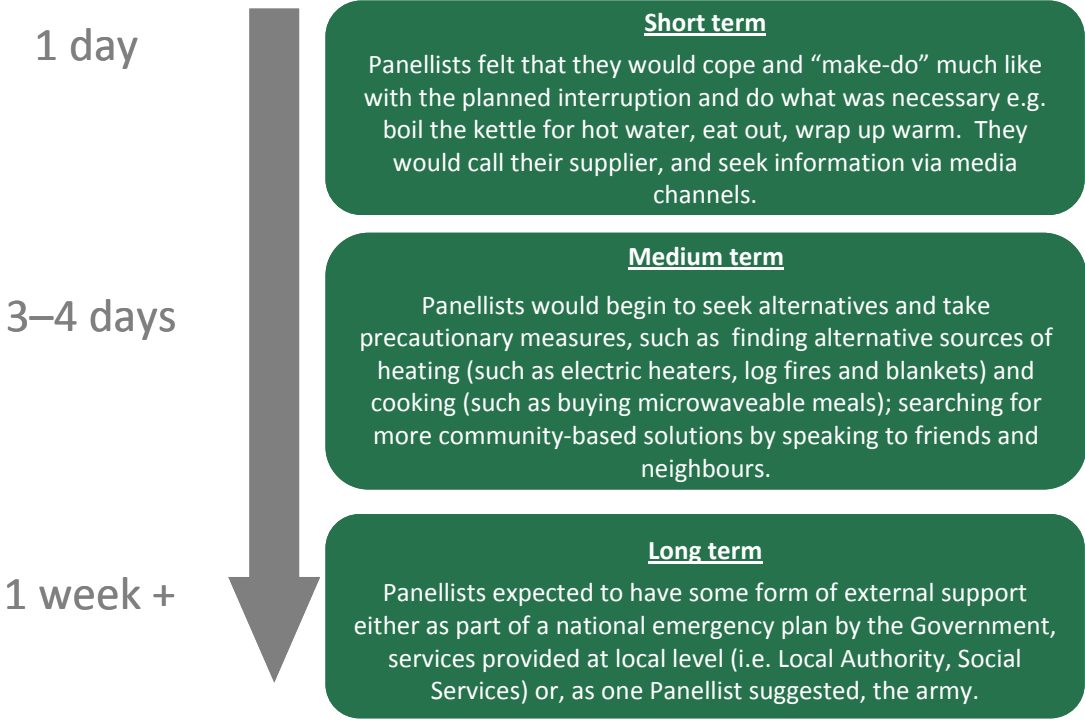 1 day
Short term
Panellists felt that they would cope and “make-do” much like
with the planned interruption and do what was necessary e.g.
boil the kettle for hot water, eat out, wrap up warm.  They
would call their supplier, and seek information via media
channels.
3–4 days
Medium term
Panellists would begin to seek alternatives and take
precautionary measures, such as  finding alternative sources of
heating (such as electric heaters, log fires and blankets) and
cooking (such as buying microwaveable meals); searching for
more community-based solutions by speaking to friends and
neighbours.
1 week +
Long term
Panellists expected to have some form of external support
either as part of a national emergency plan by the Government,
services provided at local level (i.e. Local Authority, Social
Services) or, as one Panellist suggested, the army.